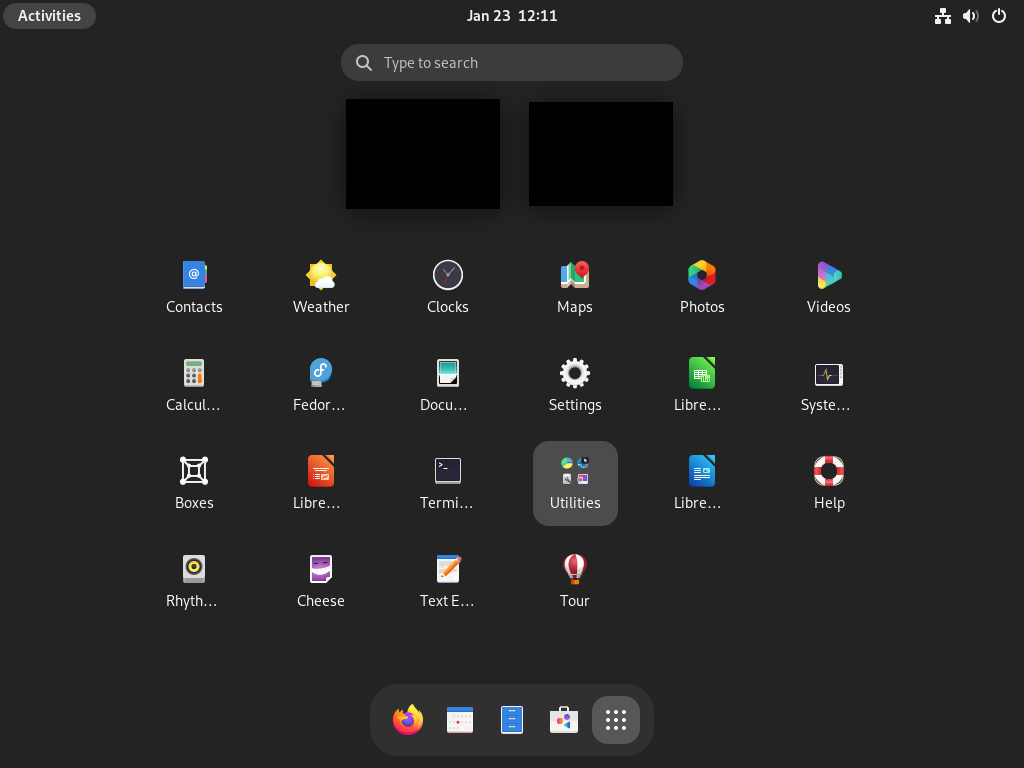 Activities
Jan 23 12:11
Type to search
Contacts
Weather
Clocks
Maps
Photos
Videos
Calcul…
Fedor…
Docu…
Settings
Libre…
Syste…
Boxes
Libre…
Termi…
Utilities
Libre…
Help
Rhyth…
Cheese
Text E…
Tour